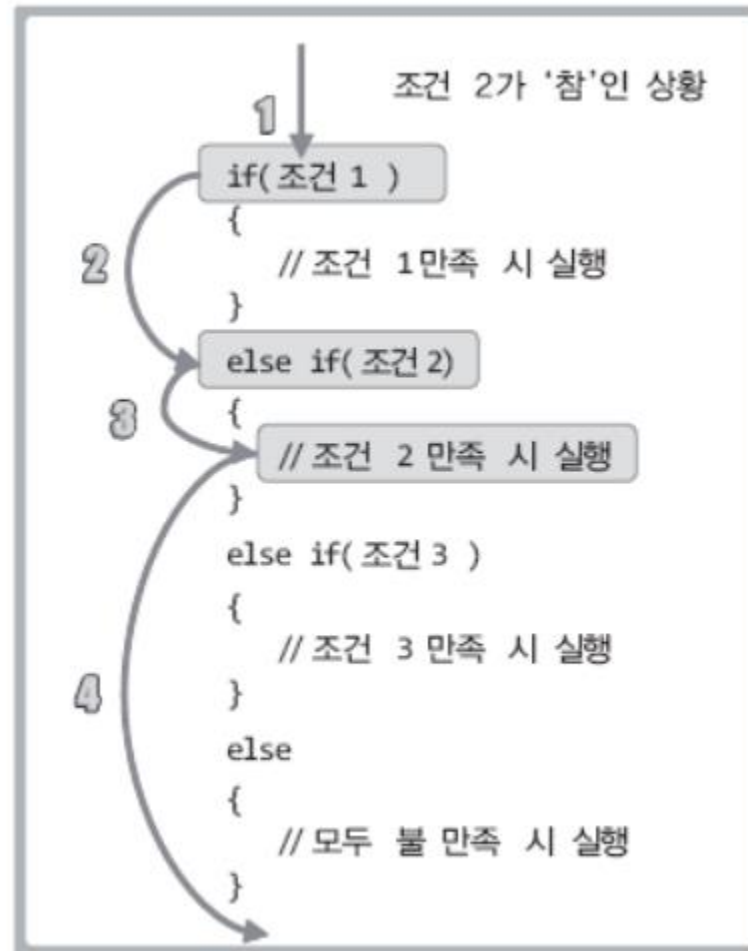 조건 2가 '참'인 상황
1
if( 조건 1 )
{
2
// 조건 1만족 시 실행
}
else if( 조건 2)
3
{
// 조건 2 만족 시 실행
}
else if( 조건 3 )
{
// 조건 3 만족 시 실행
4
}
else
{
// 모두 불 만족 시 실행
}